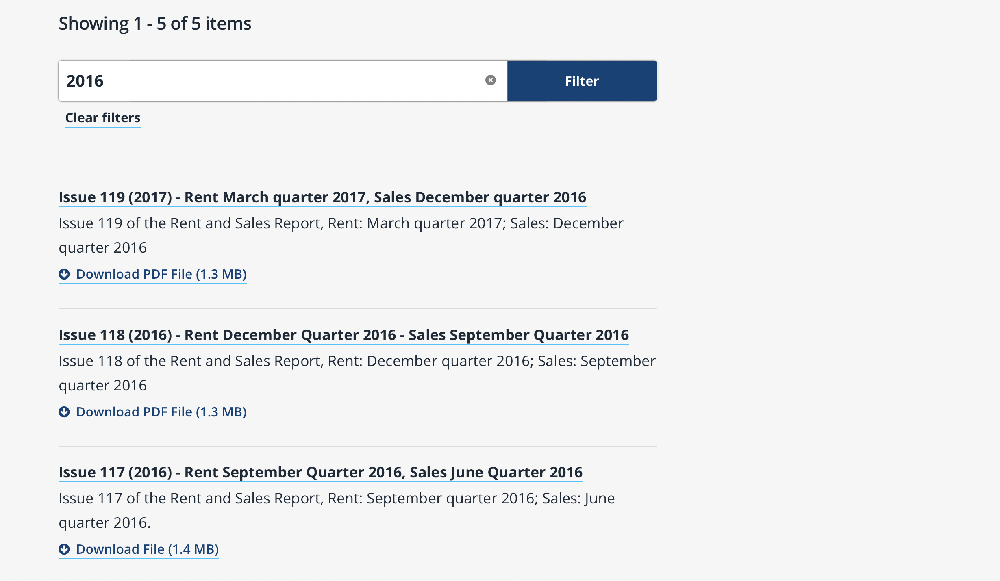 Showing 1 - 5 of 5 items
2016
Filter
Clear filters
Issue 119 (2017) - Rent March quarter 2017, Sales December quarter 2016
Issue 119 of the Rent and Sales Report, Rent: March quarter 2017; Sales: December
quarter 2016
Download PDF File (1.3 MB)
Issue 118 (2016) - Rent December Quarter 2016 - Sales September Quarter 2016
Issue 118 of the Rent and Sales Report, Rent: December quarter 2016; Sales: September
quarter 2016
Download PDF File (1.3 MB)
Issue 117 (2016) - Rent September Quarter 2016, Sales June Quarter 2016
Issue 117 of the Rent and Sales Report, Rent: September quarter 2016; Sales: June
quarter 2016.
Download File (1.4 MB)